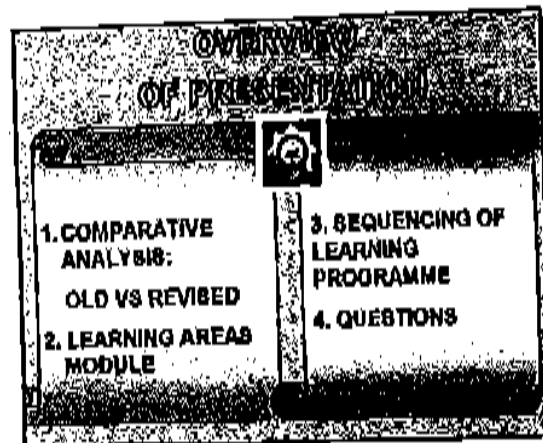 OVERVIEW
OF PRESENTATION
1. COMPARATIVE
ANALYSIS:
OLD VS REVISED
2. LEARNING AREAS
MODULE
3. SEQUENCING OF
LEARNING
PROGRAMME
4. QUESTIONS